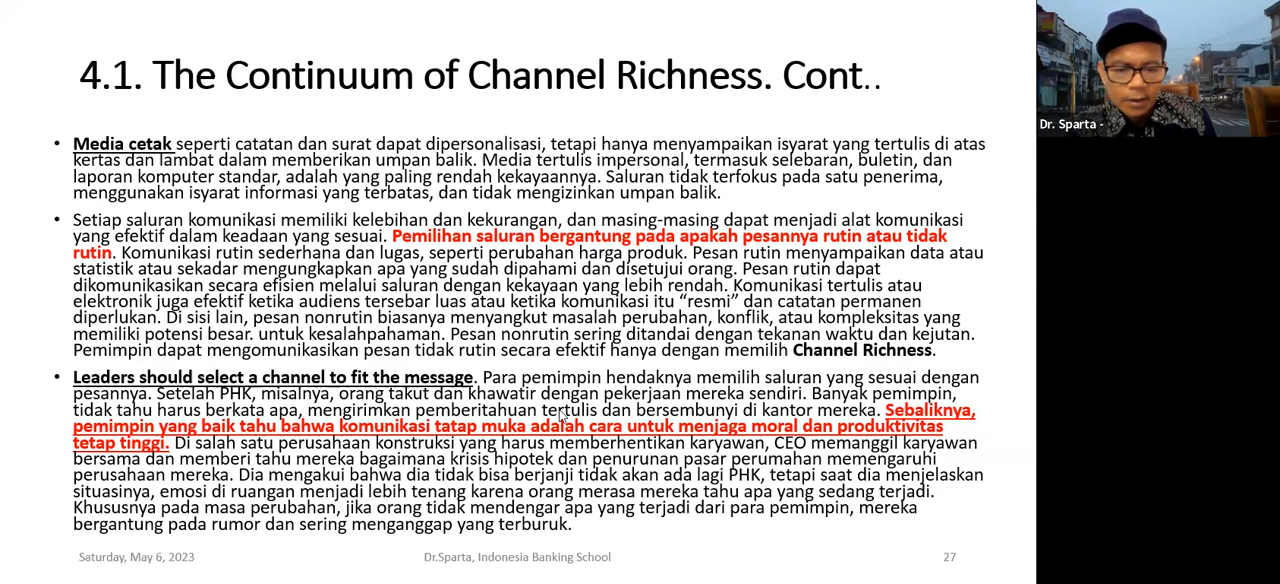 4.1. The Continuum of Channel Richness. Cont..
Dr. Sparta -
• Media cetak seperti catatan dan surat dapat dipersonalisasi, tetapi hanya menyampaikan isyarat yang tertulis di atas
kertas dan lambat dalam memberikan umpan balik. Media tertulis impersonal, termasuk selebaran, buletin, dan
laporan komputer standar, adalah yang paling rendah kekayaannya. Saluran tidak terfokus pada satu penerima,
menggunakan isyarat informasi yang terbatas, dan tidak mengizinkan umpan balik.
• Setiap saluran komunikasi memiliki kelebihan dan kekurangan, dan masing-masing dapat menjadi alat komunikasi
yang efektif dalam keadaan yang sesuai. Pemilihan saluran bergantung pada apakah pesannya rutin atau tidak
rutin. Komunikasi rutin sederhana dan lugas, seperti perubahan harga produk. Pesan rutin menyampaikan data atau
statistik atau sekadar mengungkapkan apa yang sudah dipahami dan disetujui orang. Pesan rutin dapat
dikomunikasikan secara efisien melalui saluran dengan kekayaan yang lebih rendah. Komunikasi tertulis atau
elektronik juga efektif ketika audiens tersebar luas atau ketika komunikasi itu “resmi” dan catatan permanen
diperlukan. Di sisi lain, pesan nonrutin biasanya menyangkut masalah perubahan, konflik, atau kompleksitas yang
memiliki potensi besar. untuk kesalahpahaman. Pesan nonrutin sering ditandai dengan tekanan waktu dan kejutan.
Pemimpin dapat mengomunikasikan pesan tidak rutin secara efektif hanya dengan memilih Channel Richness.
• Leaders should select a channel to fit the message. Para pemimpin hendaknya memilih saluran yang sesuai dengan
pesannya. Setelah PHK, misalnya, orang takut dan khawatir dengan pekerjaan mereka sendiri. Banyak pemimpin,
tidak tahu harus berkata apa, mengirimkan pemberitahuan tertulis dan bersembunyi di kantor mereka. Sebaliknya,
pemimpin yang baik tahu bahwa komunikasi tatap muka adalah cara untuk menjaga moral dan produktivitas
tetap tinggi. Di salah satu perusahaan konstruksi yang harus memberhentikan karyawan, CEO memanggil karyawan
bersama dan memberi tahu mereka bagaimana krisis hipotek dan penurunan pasar perumahan memengaruhi
perusahaan mereka. Dia mengakui bahwa dia tidak bisa berjanji tidak akan ada lagi PHK, tetapi saat dia menjelaskan
situasinya, emosi di ruangan menjadi lebih tenang karena orang merasa mereka tahu apa yang sedang terjadi.
Khususnya pada masa perubahan, jika orang tidak mendengar apa yang terjadi dari para pemimpin, mereka
bergantung pada rumor dan sering menganggap yang terburuk.
Saturday, May 6, 2023
Dr.Sparta, Indonesia Banking School
27